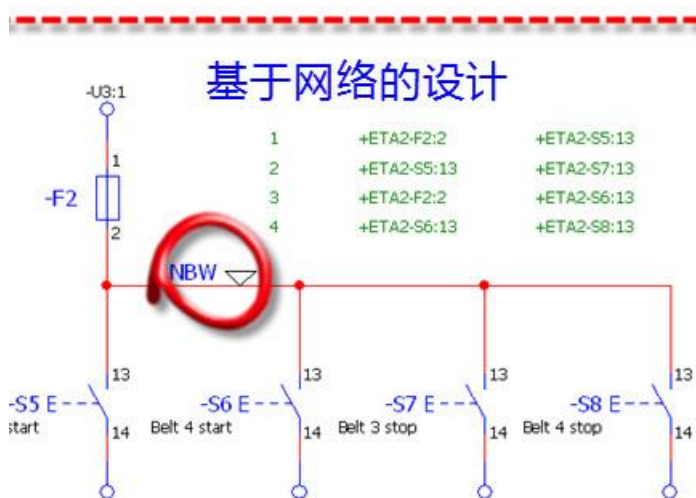 基于网络的设计
-U3:1
1 +ETA2-F2:2 +ETA2-S5:13
2 +ETA2-S5:13 +ETA2-S7:13
3 +ETA2-F2:2 +ETA2-S6:13
4 +ETA2-S6:13 +ETA2-S8:13
1
-F2
2
NBW
13 13 13 13
-S5 E -S6 E -S7 E -S8 E
start 14 Belt 4 start 14 Belt 3 stop 14 Belt 4 stop 14